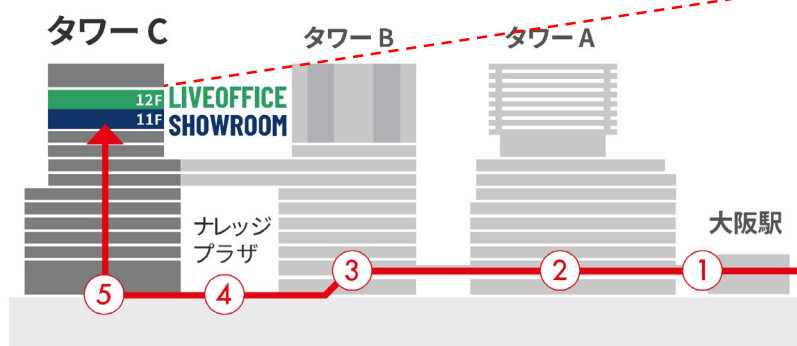 タワー C
タワー B
タワー A
12F LIVEOFFICE
11F SHOWROOM
ナレッジ
プラザ
大阪駅
5
4
3
2
1